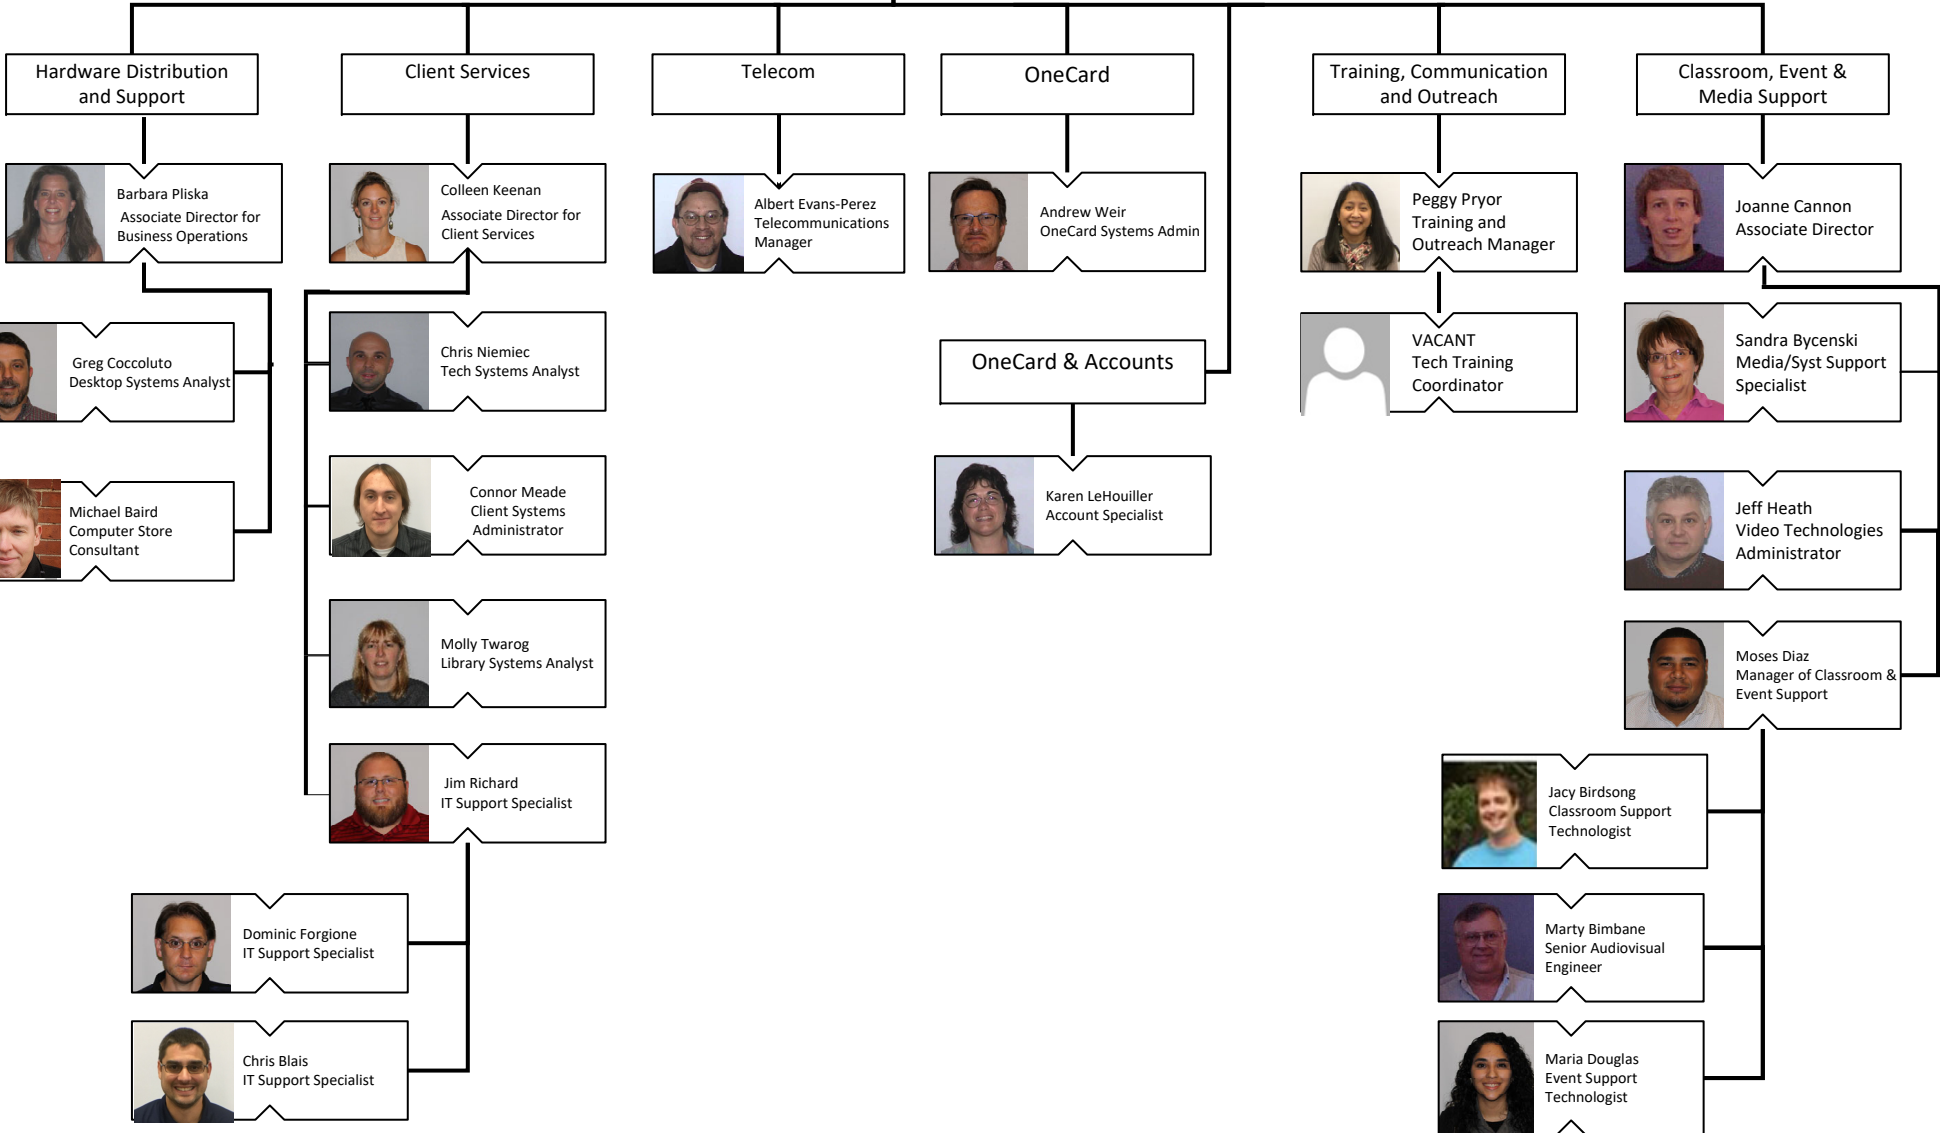 Hardware Distribution
and Support
Client Services
Telecom
OneCard
Training, Communication
and Outreach
Classroom, Event &
Media Support
Barbara Pliska
Associate Director for
Business Operations
Colleen Keenan
Associate Director for
Client Services
Albert Evans-Perez
Telecommunications
Manager
Andrew Weir
OneCard Systems Admin
Peggy Pryor
Training and
Outreach Manager
Joanne Cannon
Associate Director
Greg Coccoluto
Desktop Systems Analyst
Chris Niemiec
Tech Systems Analyst
OneCard & Accounts
VACANT
Tech Training
Coordinator
Sandra Bycenski
Media/Syst Support
Specialist
Michael Baird
Computer Store
Consultant
Connor Meade
Client Systems
Administrator
Karen LeHouiller
Account Specialist
Jeff Heath
Video Technologies
Administrator
Molly Twarog
Library Systems Analyst
Moses Diaz
Manager of Classroom &
Event Support
Jim Richard
IT Support Specialist
Jacy Birdsong
Classroom Support
Technologist
Dominic Forgione
IT Support Specialist
Marty Bimbane
Senior Audiovisual
Engineer
Chris Blais
IT Support Specialist
Maria Douglas
Event Support
Technologist